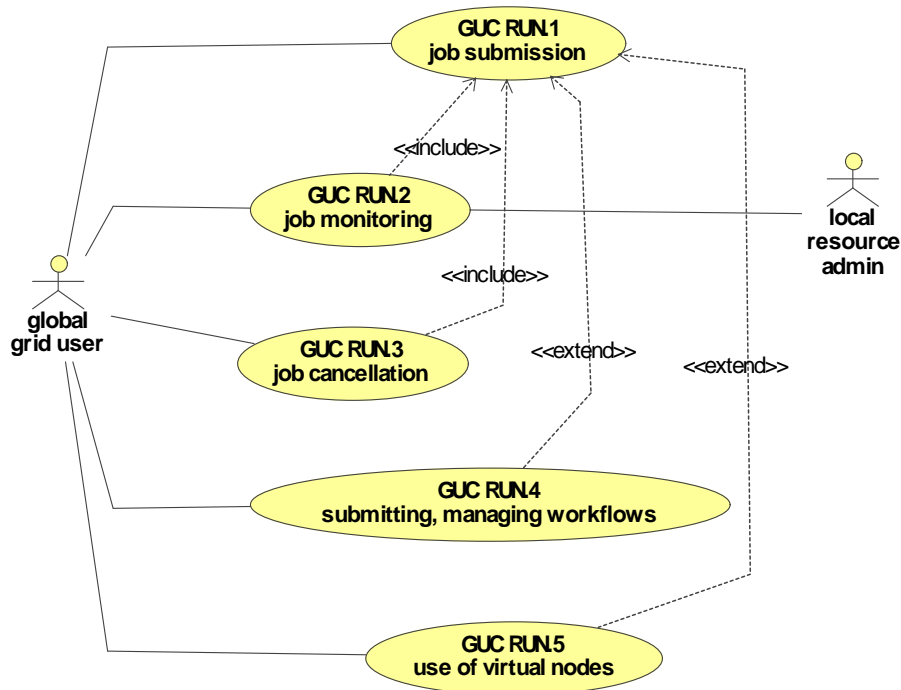 GUC RUN.1
job submission
<<include>>
GUC RUN.2
job monitoring
local
resource
admin
<<include>>
global
grid user
GUC RUN.3
job cancellation
<<extend>>
<<extend>>
GUC RUN.4
submitting, managing workflows
GUC RUN.5
use of virtual nodes